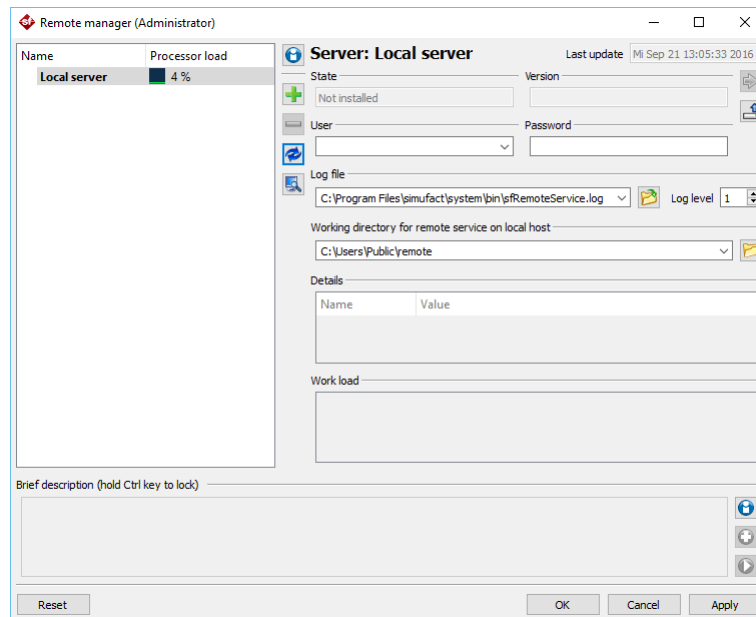 sf Remote manager (Administrator)
Name Processor load
Local server 4 %
Server: Local server Last update Mi Sep 21 13:05:33 2016
State Version
Not installed
User Password
Log file
C:\Program Files\simufact\system\bin\sfRemoteService.log Log level 1
Working directory for remote service on local host
C:\Users\Public\remote
Details
Name Value
Work load
Brief description (hold Ctrl key to lock)
Reset OK Cancel Apply